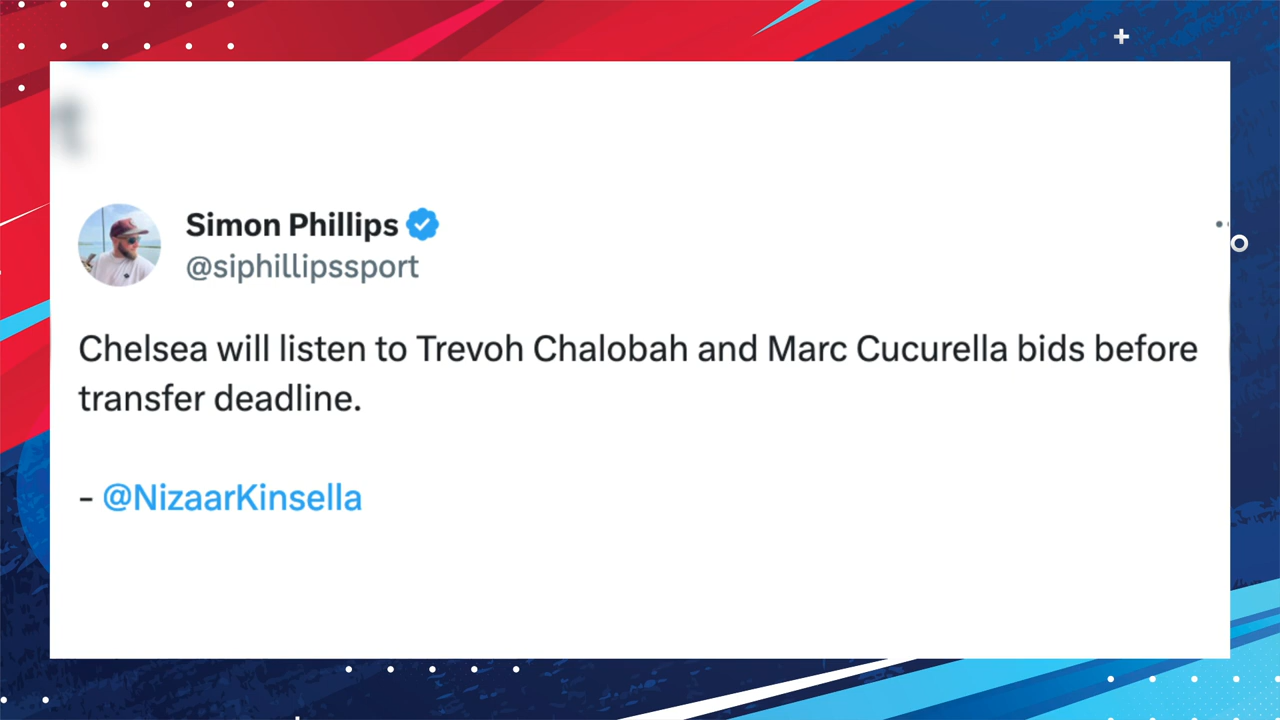 Simon Phillips
@siphillipssport
Chelsea will listen to Trevoh Chalobah and Marc Cucurella bids before
transfer deadline.
- @NizaarKinsella